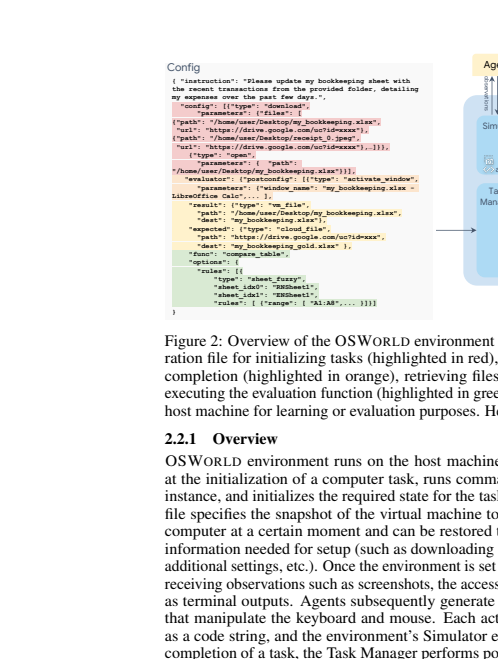 Config
{ "instruction": "Please update my bookkeeping sheet with
the recent transactions from the provided folder, detailing
my expenses over the past few days.",
"config": [{"type": "download",
"parameters": {"files": [
{"path": "/home/user/Desktop/my_bookkeeping.xlsx",
"url": "https://drive.google.com/uc?id=xxxx"},
{"path": "/home/user/Desktop/receipt_0.jpeg",
"url": "https://drive.google.com/uc?id=xxxx"},…]}},
{"type": "open",
"parameters": { "path":
"/home/user/Desktop/my_bookkeeping.xlsx"}}],
"evaluator": {"postconfig": [{"type": "activate_window",
"parameters": {"window_name": "my_bookkeeping.xlsx -
LibreOffice Calc",... ],
"result": {"type": "vm_file",
"path": "/home/user/Desktop/my_bookkeeping.xlsx",
"dest": "my_bookkeeping.xlsx"},
"expected": {"type": "cloud_file",
"path": "https://drive.google.com/uc?id=xxx",
"dest": "my_bookkeeping_gold.xlsx" },
"func": "compare_table",
"options": {
"rules": [{
"type": "sheet_fuzzy",
"sheet_idx0": "RNSheet1",
"sheet_idx1": "ENSheet1",
"rules": [ {"range": [ "A1:A8",... }]}]
}
Age
observations
Sim
Ta
Mana
Figure 2: Overview of the OSWORLD environment
ration file for initializing tasks (highlighted in red),
completion (highlighted in orange), retrieving files
executing the evaluation function (highlighted in gree
host machine for learning or evaluation purposes. He
2.2.1 Overview
OSWORLD environment runs on the host machine
at the initialization of a computer task, runs comma
instance, and initializes the required state for the task
file specifies the snapshot of the virtual machine to
computer at a certain moment and can be restored t
information needed for setup (such as downloading
additional settings, etc.). Once the environment is set
receiving observations such as screenshots, the access
as terminal outputs. Agents subsequently generate
that manipulate the keyboard and mouse. Each act
as a code string, and the environment's Simulator e
completion of a task, the Task Manager performs po